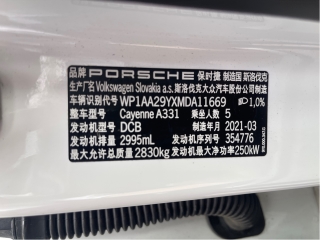 品牌 PORSCHE 保时捷 制造国 斯洛伐克
生产厂名 Volkswagen Slovakia a.s. 斯洛伐克大众汽车股份公司制造
车辆识别代号 WP1AA29YXMDA11669 1,0%
整车型号 Cayenne A331 乘坐人数 5
发动机型号 DCB 制造年月 2021-03
发动机排量 2995mL 发动机序列号 354776
最大允许总质量 2830kg 发动机最大净功率 250kW